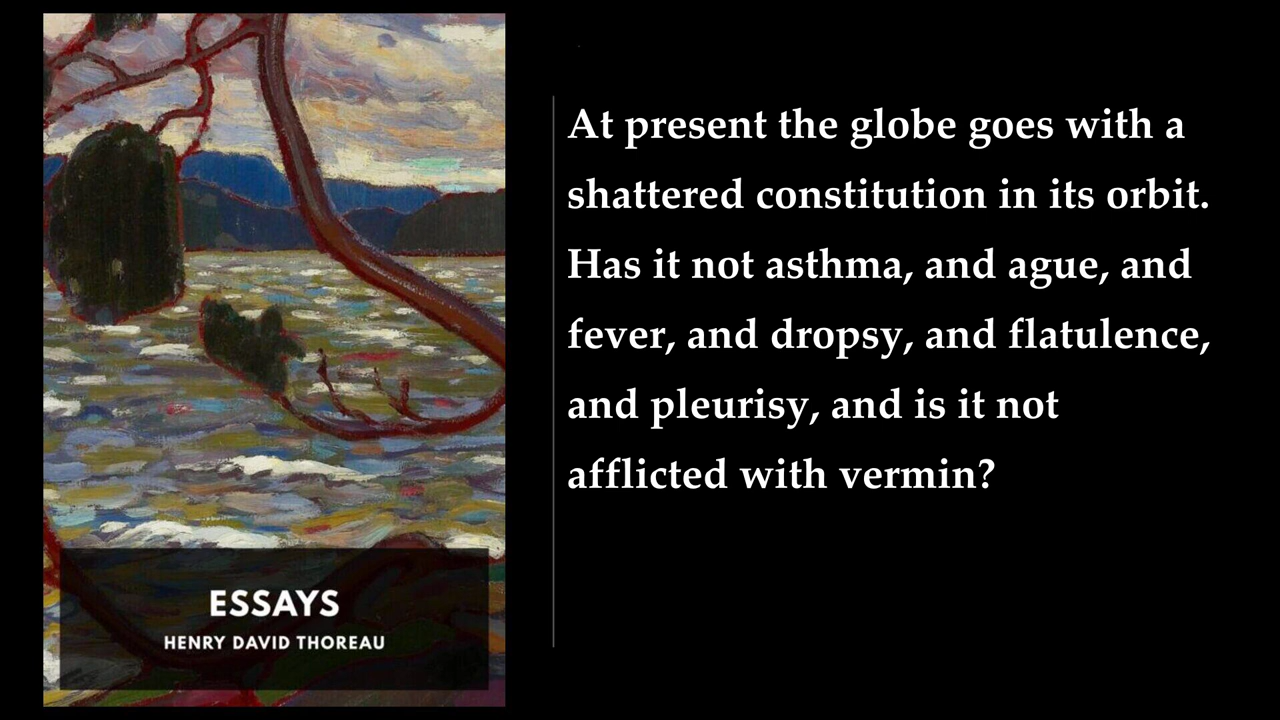 ESSAYS
HENRY DAVID THOREAU
At present the globe goes with a
shattered constitution in its orbit.
Has it not asthma, and ague, and
fever, and dropsy, and flatulence,
and pleurisy, and is it not
afflicted with vermin?